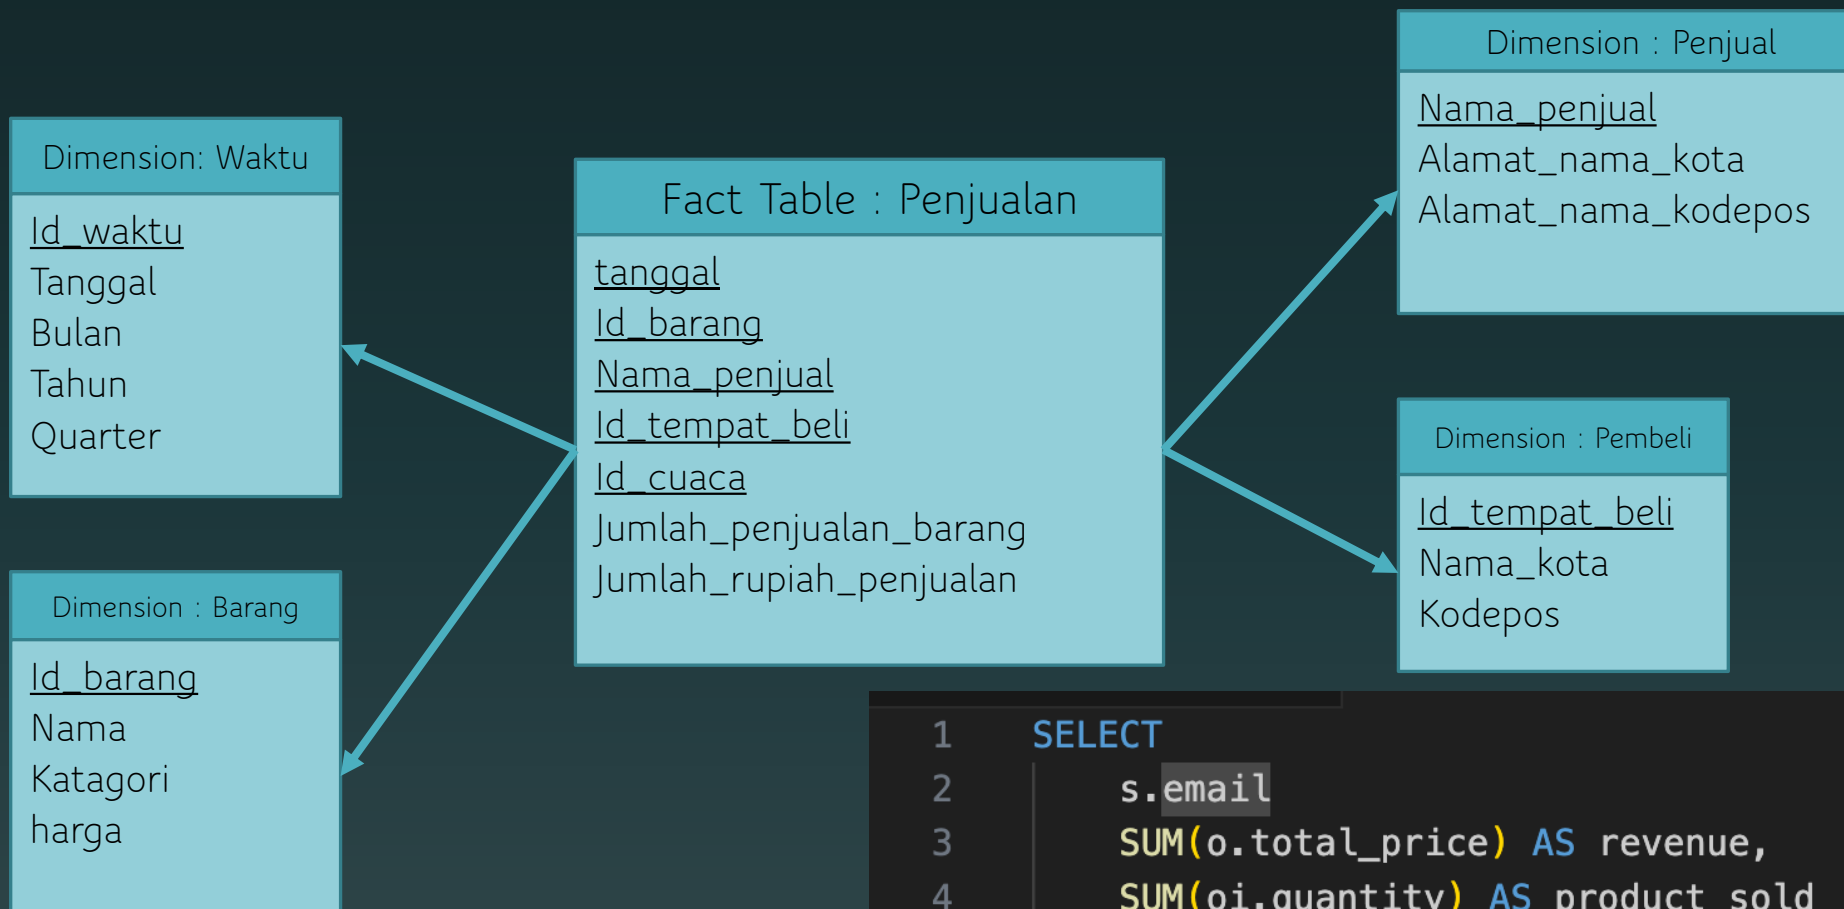 Dimension: Waktu
Id_waktu
Tanggal
Bulan
Tahun
Quarter
Dimension : Barang
Id_barang
Nama
Katagori
harga
Fact Table : Penjualan
tanggal
Id_barang
Nama_penjual
Id_tempat_beli
Id_cuaca
Jumlah_penjualan_barang
Jumlah_rupiah_penjualan
Dimension : Penjual
Nama_penjual
Alamat_nama_kota
Alamat_nama_kodepos
Dimension : Pembeli
Id_tempat_beli
Nama_kota
Kodepos
1 SELECT
2 s.email
3 SUM(o.total_price) AS revenue,
4 SUM(oi.quantity) AS product_sold